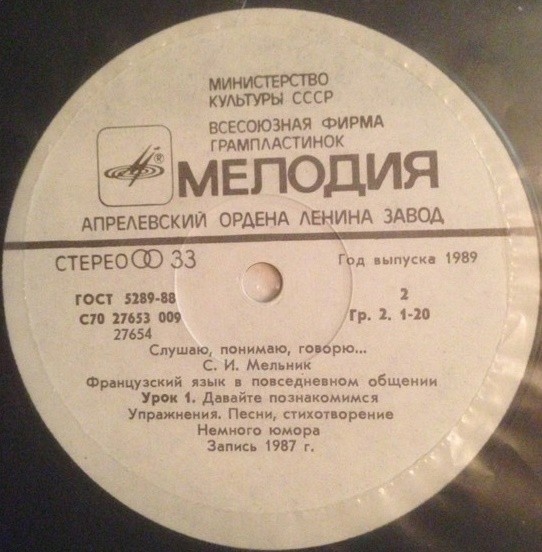 МИНИСТЕРСТВО
КУЛЬТУРЫ СССР
ВСЕСОЮЗНАЯ ФИРМА
ГРАМПЛАСТИНОК
®
МЕЛОДИЯ
АПРЕЛЕВСКИЙ ОРДЕНА ЛЕНИНА ЗАВОД
СТЕРЕО 33
Год выпуска 1989
ГОСТ 5289-88
2
С70 27653 009
Гр. 2. 1-20
27654
Слушаю, понимаю, говорю...
С. И. Мельник
Французский язык в повседневном общении
Урок 1. Давайте познакомимся
Упражнения. Песни, стихотворение
Немного юмора
Запись 1987 г.